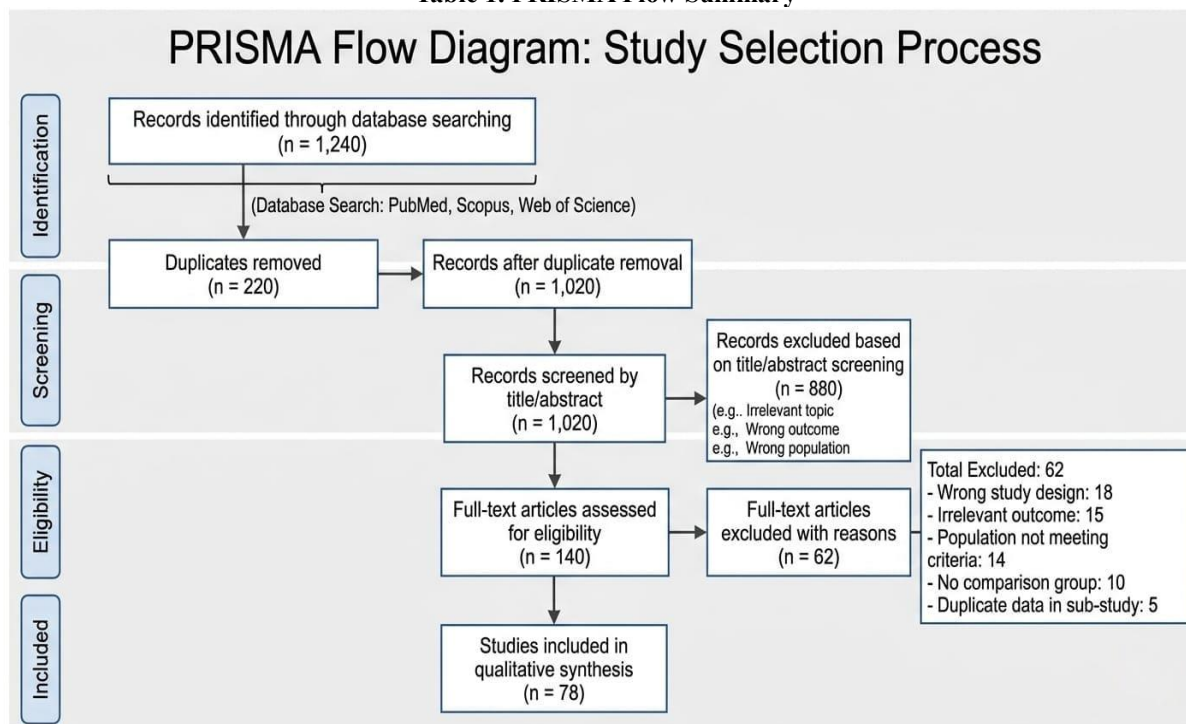 Table 1. PRISMA Flow Summary
PRISMA Flow Diagram: Study Selection Process
Identification
Records identified through database searching
(n = 1,240)
(Database Search: PubMed, Scopus, Web of Science)
Duplicates removed
(n = 220)
Records after duplicate removal
(n = 1,020)
Screening
Records screened by
title/abstract
(n = 1,020)
Records excluded based
on title/abstract screening
(n = 880)
(e.g.. Irrelevant topic
e.g., Wrong outcome
e.g., Wrong population
Eligibility
Full-text articles assessed
for eligibility
(n = 140)
Full-text articles
excluded with reasons
(n = 62)
Total Excluded: 62
- Wrong study design: 18
- Irrelevant outcome: 15
- Population not meeting
criteria: 14
- No comparison group: 10
- Duplicate data in sub-study: 5
Included
Studies included in
qualitative synthesis
(n = 78)